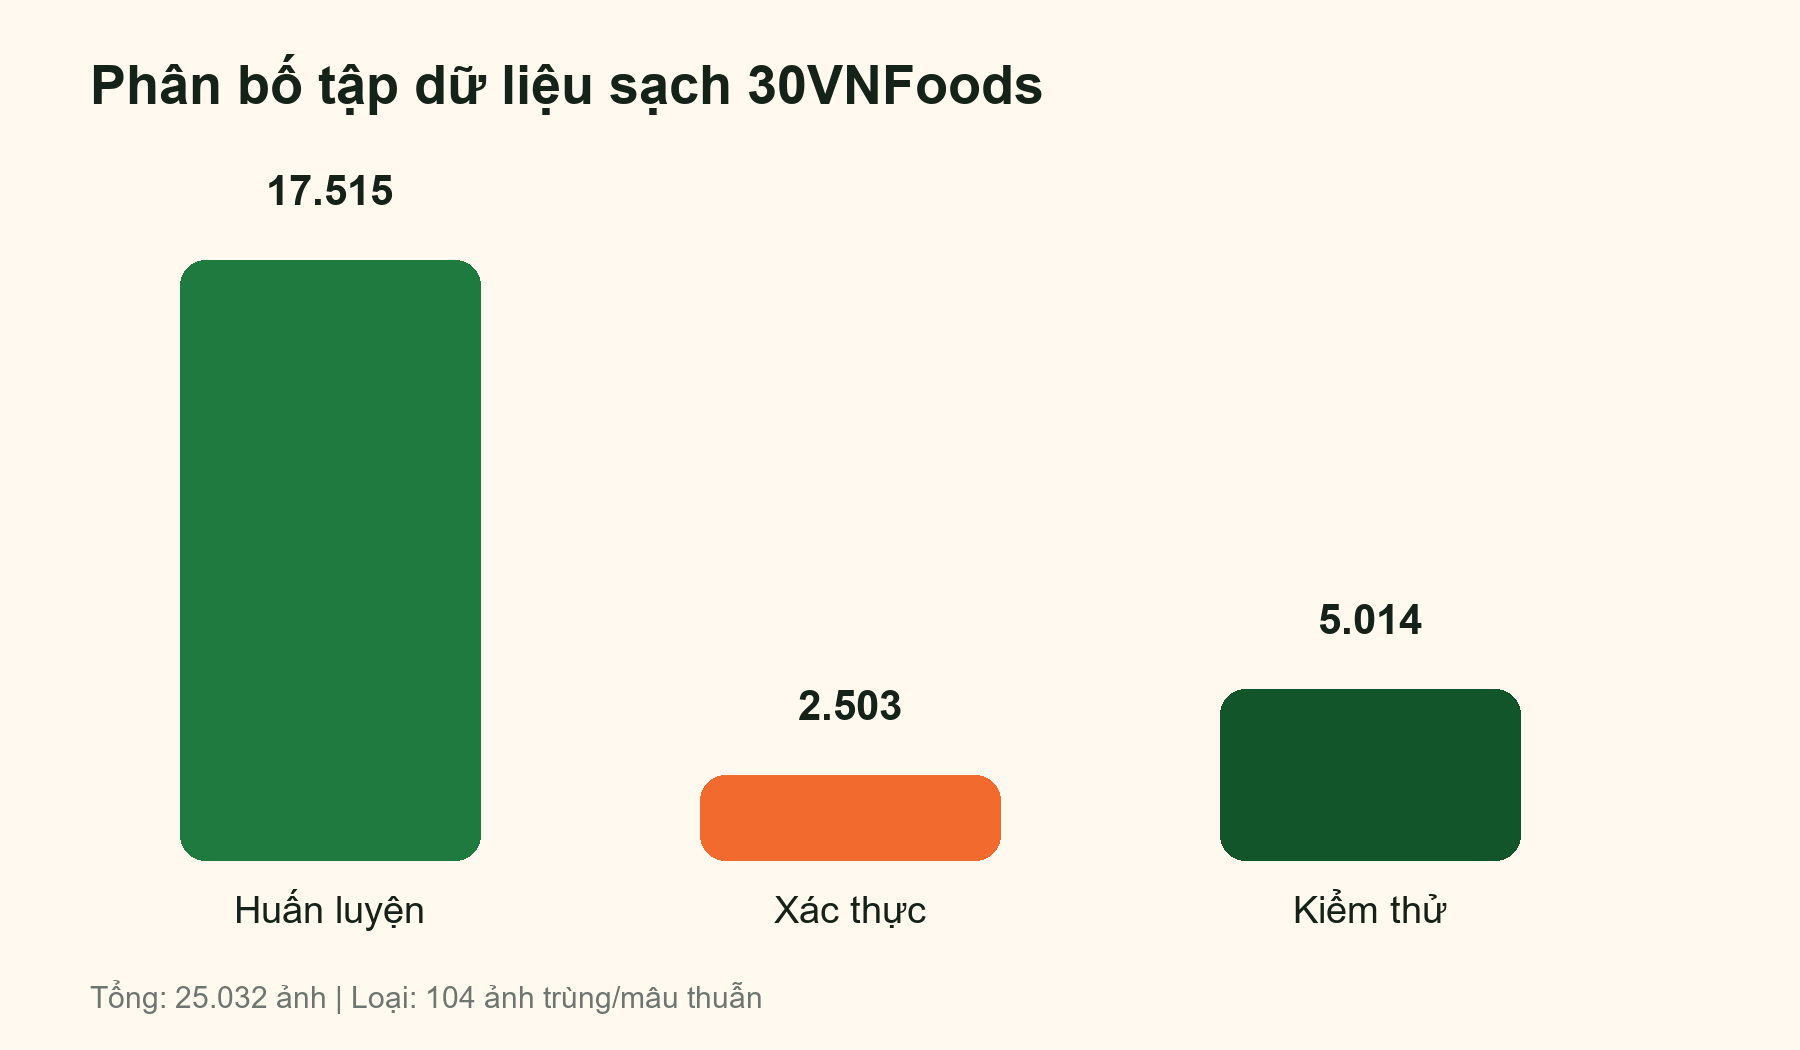 Phân bố tập dữ liệu sạch 30VNFoods
17.515
2.503
5.014
Huấn luyện
Xác thực
Kiểm thử
Tổng: 25.032 ảnh | Loại: 104 ảnh trùng/mâu thuẫn